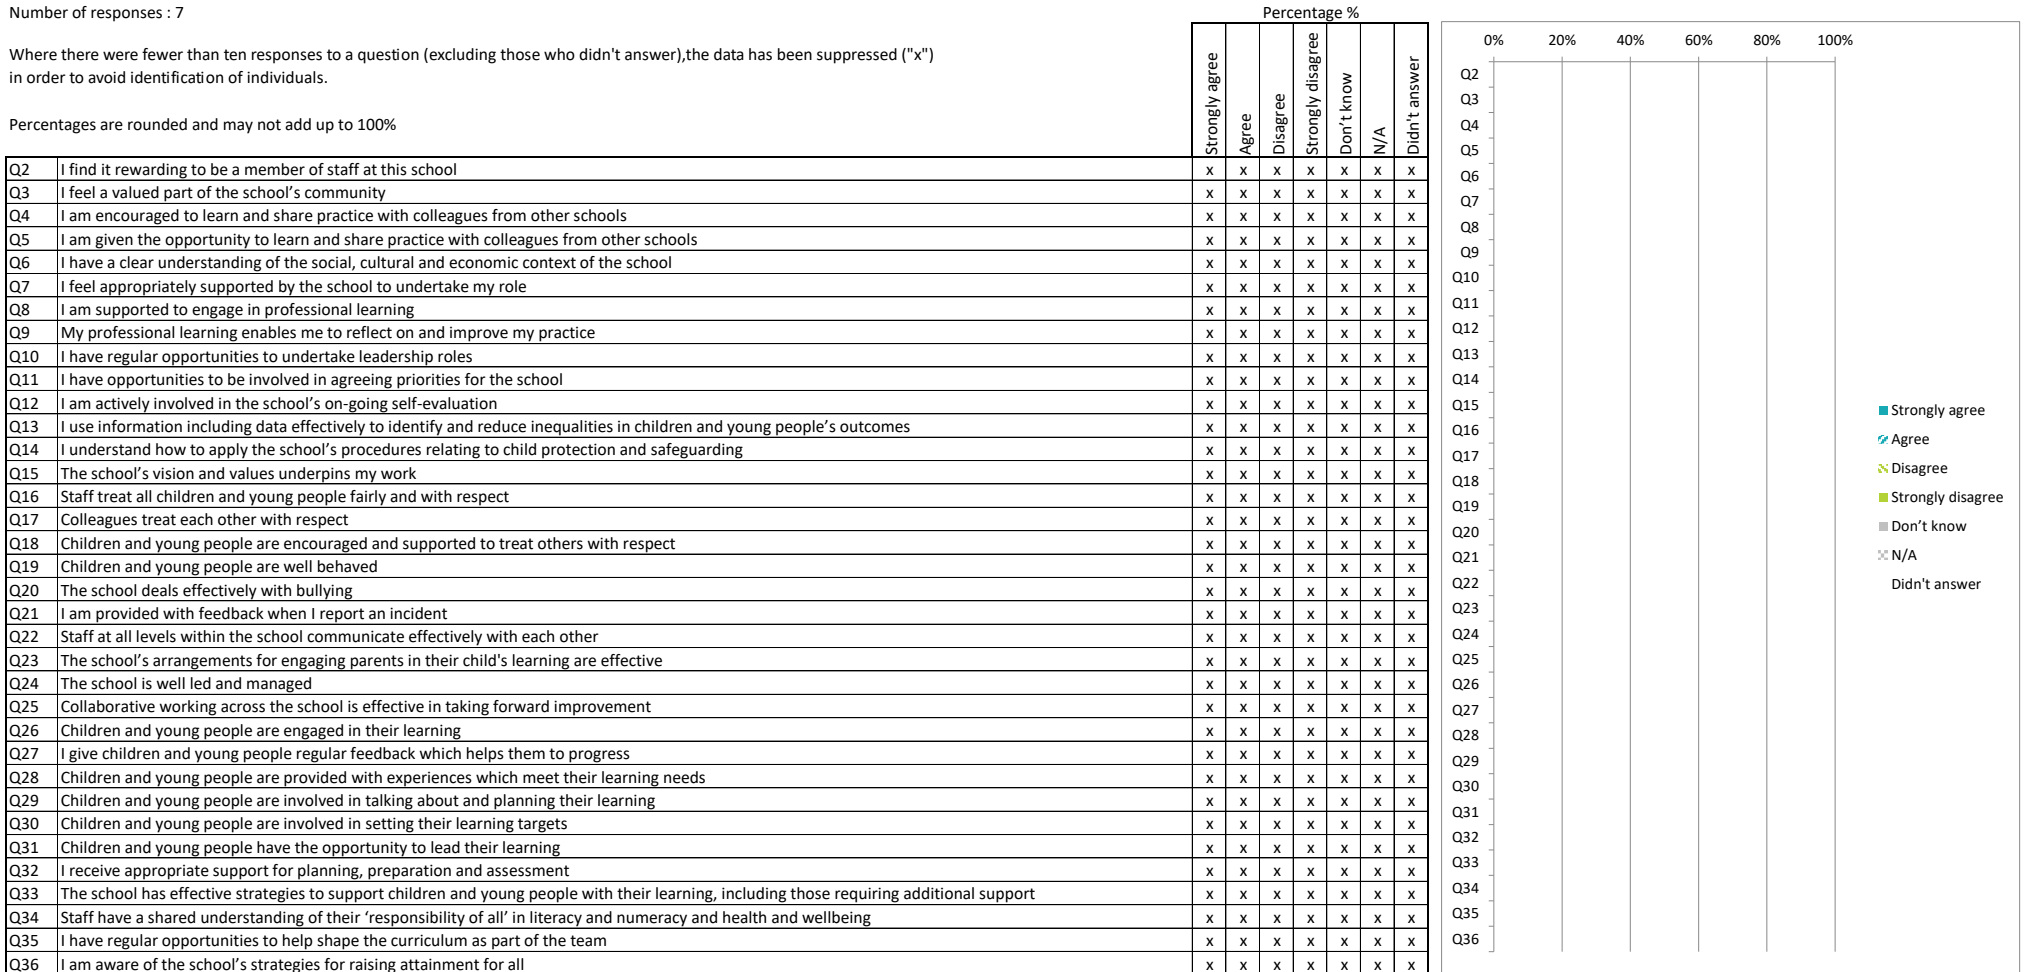 Number of responses : 7
Percentage %
Where there were fewer than ten responses to a question (excluding those who didn't answer),the data has been suppressed ("x")
in order to avoid identification of individuals.
Percentages are rounded and may not add up to 100%
Strongly agree
Agree
Disagree
Strongly disagree
Don't know
N/A
Didn't answer
Q2 I find it rewarding to be a member of staff at this school x x x x x x x
Q3 I feel a valued part of the school’s community x x x x x x x
Q4 I am encouraged to learn and share practice with colleagues from other schools x x x x x x x
Q5 I am given the opportunity to learn and share practice with colleagues from other schools x x x x x x x
Q6 I have a clear understanding of the social, cultural and economic context of the school x x x x x x x
Q7 I feel appropriately supported by the school to undertake my role x x x x x x x
Q8 I am supported to engage in professional learning x x x x x x x
Q9 My professional learning enables me to reflect on and improve my practice x x x x x x x
Q10 I have regular opportunities to undertake leadership roles x x x x x x x
Q11 I have opportunities to be involved in agreeing priorities for the school x x x x x x x
Q12 I am actively involved in the school’s on-going self-evaluation x x x x x x x
Q13 I use information including data effectively to identify and reduce inequalities in children and young people’s outcomes x x x x x x x
Q14 I understand how to apply the school’s procedures relating to child protection and safeguarding x x x x x x x
Q15 The school’s vision and values underpins my work x x x x x x x
Q16 Staff treat all children and young people fairly and with respect x x x x x x x
Q17 Colleagues treat each other with respect x x x x x x x
Q18 Children and young people are encouraged and supported to treat others with respect x x x x x x x
Q19 Children and young people are well behaved x x x x x x x
Q20 The school deals effectively with bullying x x x x x x x
Q21 I am provided with feedback when I report an incident x x x x x x x
Q22 Staff at all levels within the school communicate effectively with each other x x x x x x x
Q23 The school’s arrangements for engaging parents in their child's learning are effective x x x x x x x
Q24 The school is well led and managed x x x x x x x
Q25 Collaborative working across the school is effective in taking forward improvement x x x x x x x
Q26 Children and young people are engaged in their learning x x x x x x x
Q27 I give children and young people regular feedback which helps them to progress x x x x x x x
Q28 Children and young people are provided with experiences which meet their learning needs x x x x x x x
Q29 Children and young people are involved in talking about and planning their learning x x x x x x x
Q30 Children and young people are involved in setting their learning targets x x x x x x x
Q31 Children and young people have the opportunity to lead their learning x x x x x x x
Q32 I receive appropriate support for planning, preparation and assessment x x x x x x x
Q33 The school has effective strategies to support children and young people with their learning, including those requiring additional support x x x x x x x
Q34 Staff have a shared understanding of their ‘responsibility of all’ in literacy and numeracy and health and wellbeing x x x x x x x
Q35 I have regular opportunities to help shape the curriculum as part of the team x x x x x x x
Q36 I am aware of the school’s strategies for raising attainment for all x x x x x x x
0% 20% 40% 60% 80% 100%
Q2
Q3
Q4
Q5
Q6
Q7
Q8
Q9
Q10
Q11
Q12
Q13
Q14
Q15
Q16
Q17
Q18
Q19
Q20
Q21
Q22
Q23
Q24
Q25
Q26
Q27
Q28
Q29
Q30
Q31
Q32
Q33
Q34
Q35
Q36
Strongly agree
Agree
Disagree
Strongly disagree
Don’t know
N/A
Didn't answer